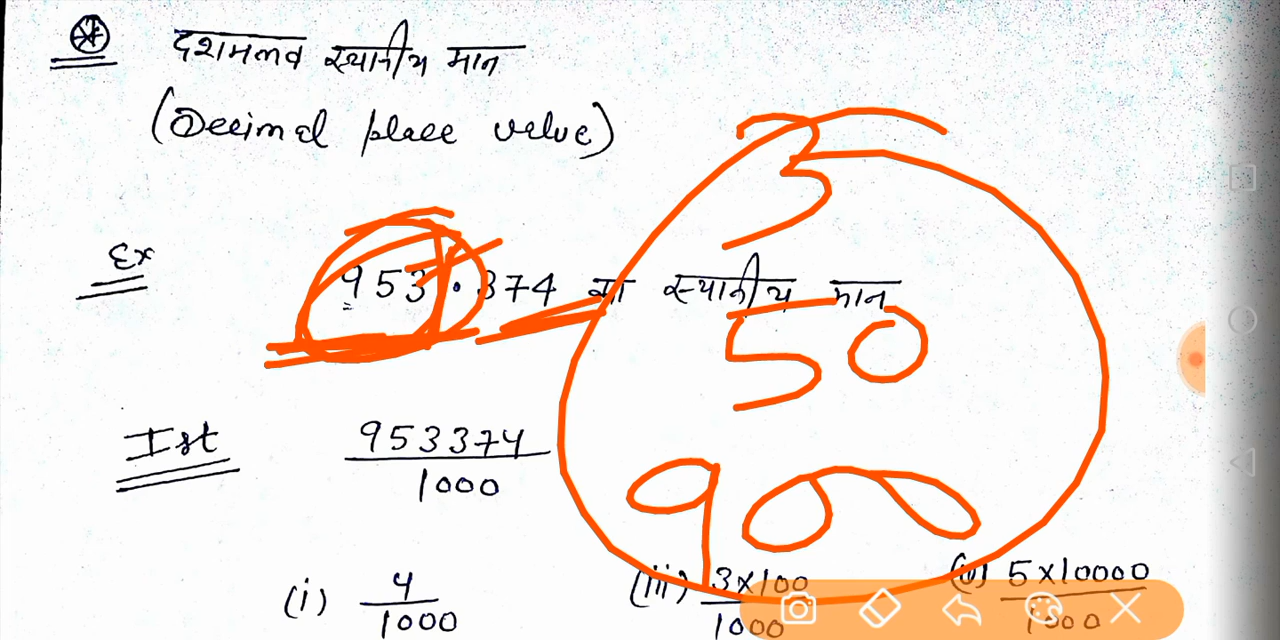 दशमलव स्थानीय मान
(Decimal place value)
3
Ex 953.374 का स्थानीय मान
50
Ist 953374/1000
900
(i) 4/1000 (iii) 3×100/1000 5×10000/1000